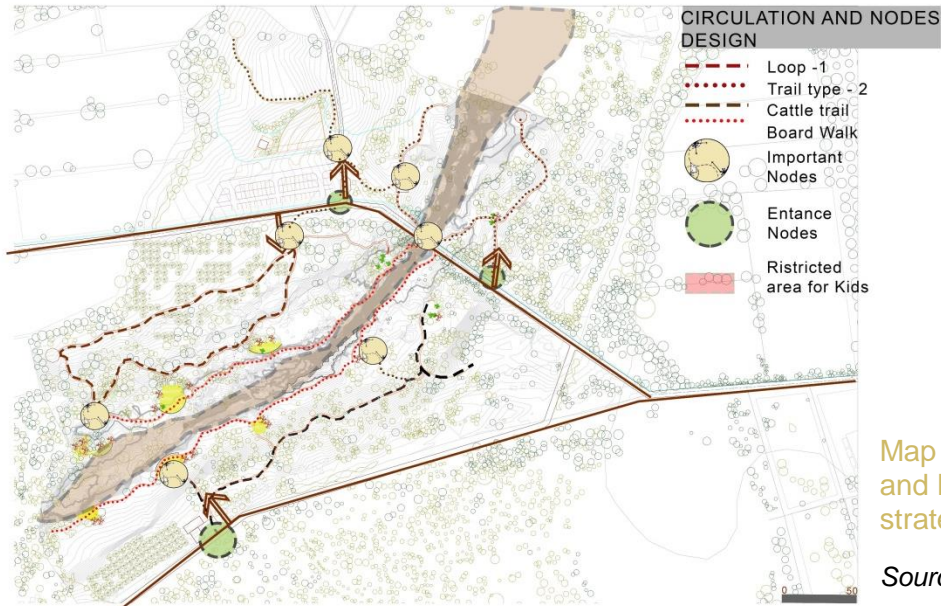 CIRCULATION AND NODES
DESIGN
Loop -1
Trail type - 2
Cattle trail
Board Walk
Important
Nodes
Entance
Nodes
Ristricted
area for Kids
Map
and
strate
Sourc
0 50